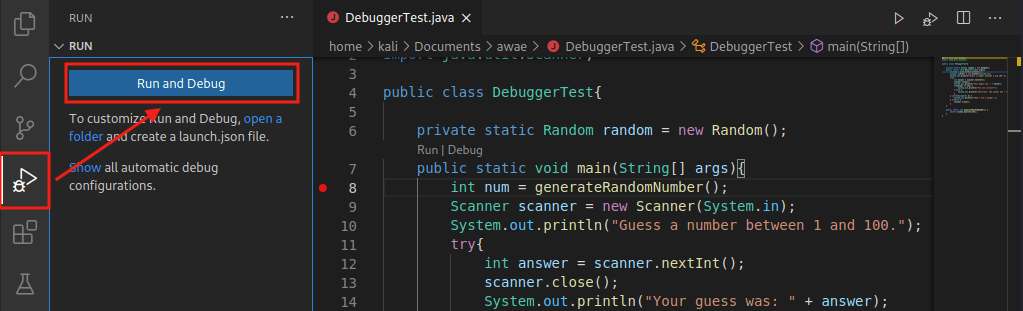 RUN
RUN
Run and Debug
To customize Run and Debug, open a
folder and create a launch.json file.
Show all automatic debug
configurations.
DebuggerTest.java
home > kali > Documents > awae > DebuggerTest.java > DebuggerTest > main(String[])
2 import java.util.Scanner;
3
4 public class DebuggerTest{
5
6 private static Random random = new Random();
Run | Debug
7 public static void main(String[] args){
8 int num = generateRandomNumber();
9 Scanner scanner = new Scanner(System.in);
10 System.out.println("Guess a number between 1 and 100.");
11 try{
12 int answer = scanner.nextInt();
13 scanner.close();
14 System.out.println("Your guess was: " + answer);